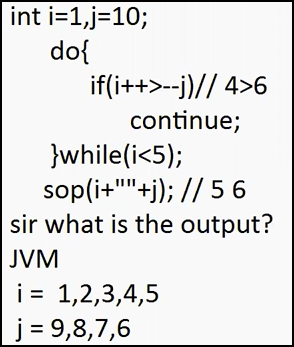 int i=1,j=10;
do{
if(i++>--j)// 4>6
continue;
}while(i<5);
sop(i+""+j); // 5 6
sir what is the output?
JVM
i = 1,2,3,4,5
j = 9,8,7,6